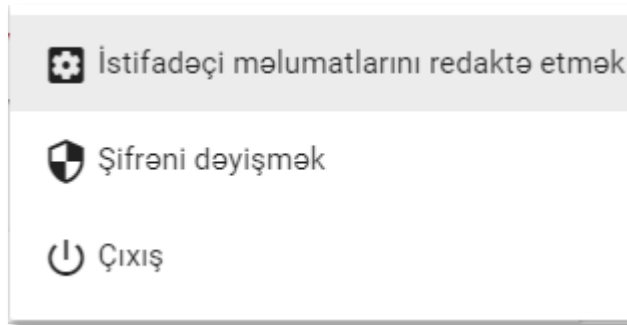 İstifadəçi məlumatlarını redaktə etmək
Şifrəni dəyişmək
Çıxış